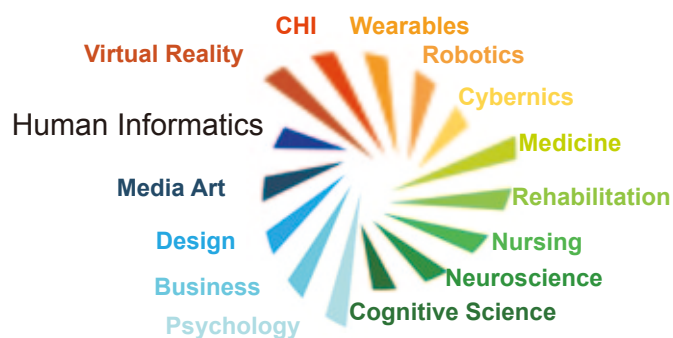 CHI
Wearables
Virtual Reality
Robotics
Cybernics
Human Informatics
Medicine
Media Art
Rehabilitation
Design
Nursing
Business
Neuroscience
Psychology
Cognitive Science